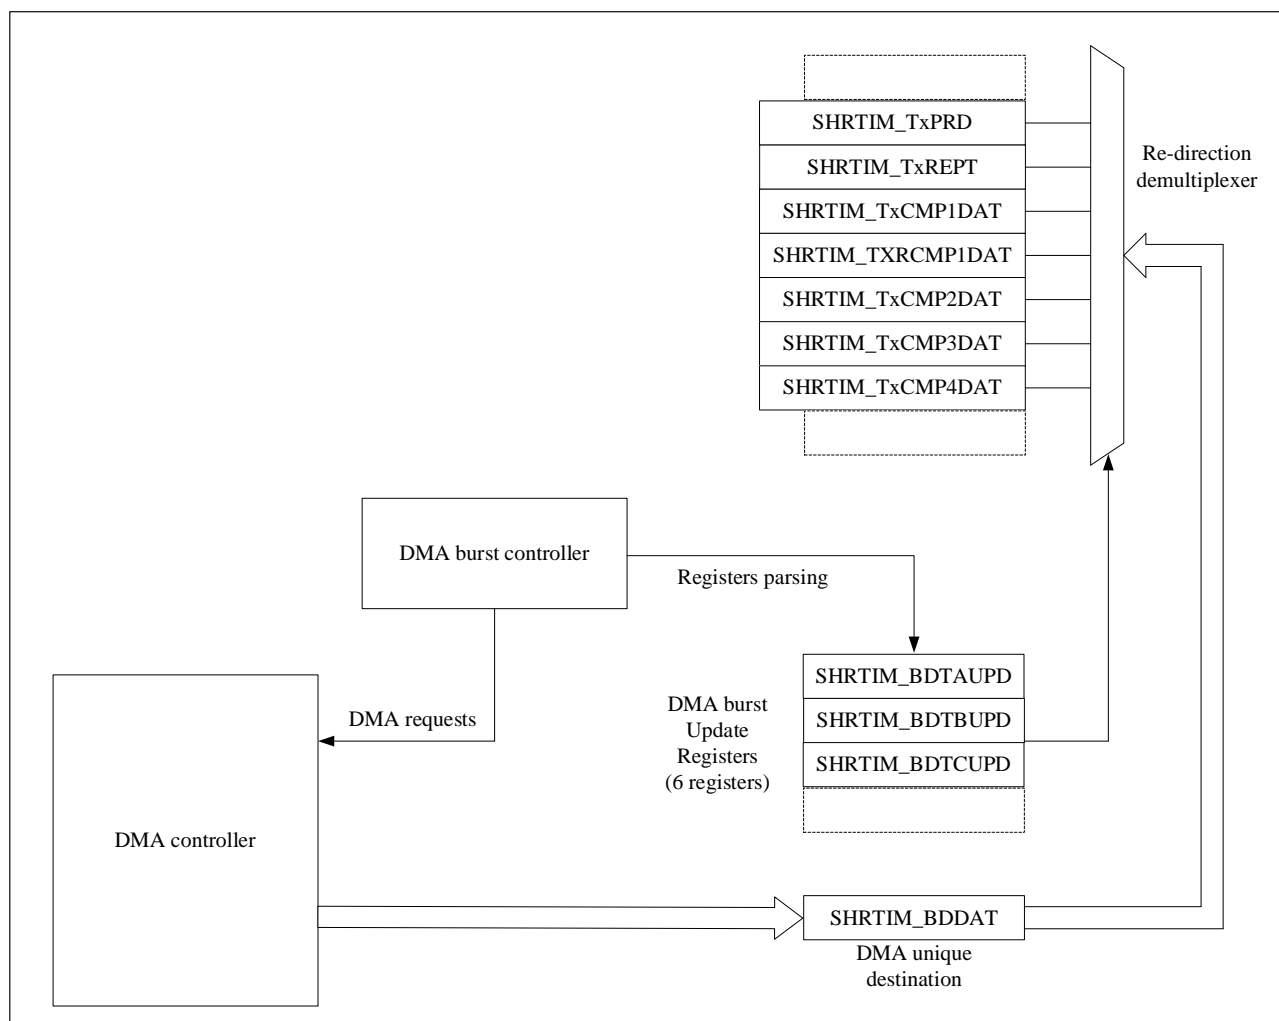 SHRTIM_TxPRD
SHRTIM_TxREPT
SHRTIM_TxCMP1DAT
SHRTIM_TXRCMP1DAT
SHRTIM_TxCMP2DAT
SHRTIM_TxCMP3DAT
SHRTIM_TxCMP4DAT
Re-direction
demultiplexer
DMA burst controller
Registers parsing
DMA requests
DMA controller
DMA burst
Update
Registers
(6 registers)
SHRTIM_BDTAUPD
SHRTIM_BDTBUPD
SHRTIM_BDTCUPD
SHRTIM_BDDAT
DMA unique
destination